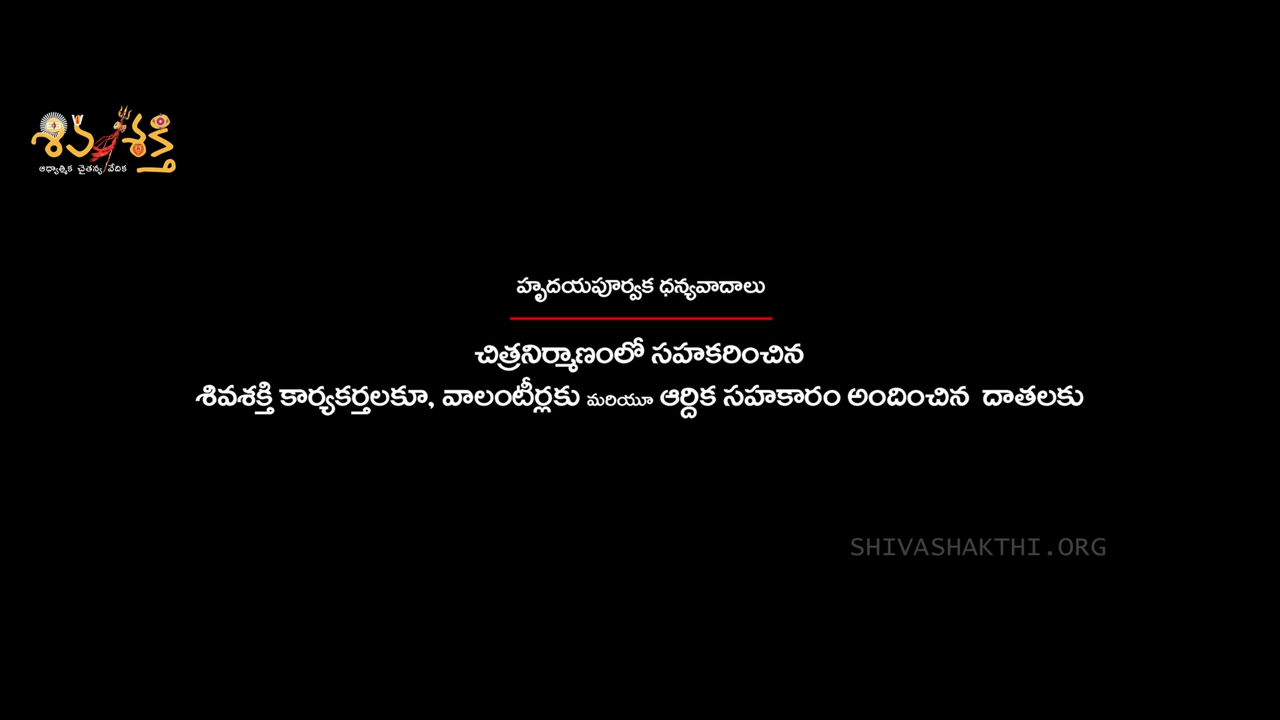 శివశక్తి
ఆధ్యాత్మిక చైతన్య వేదిక
హృదయపూర్వక ధన్యవాదాలు
చిత్రనిర్మాణంలో సహకరించిన
శివశక్తి కార్యకర్తలకూ, వాలంటీర్లకు మరియూ ఆర్దిక సహకారం అందించిన దాతలకు
SHIVASHAKTHI.ORG